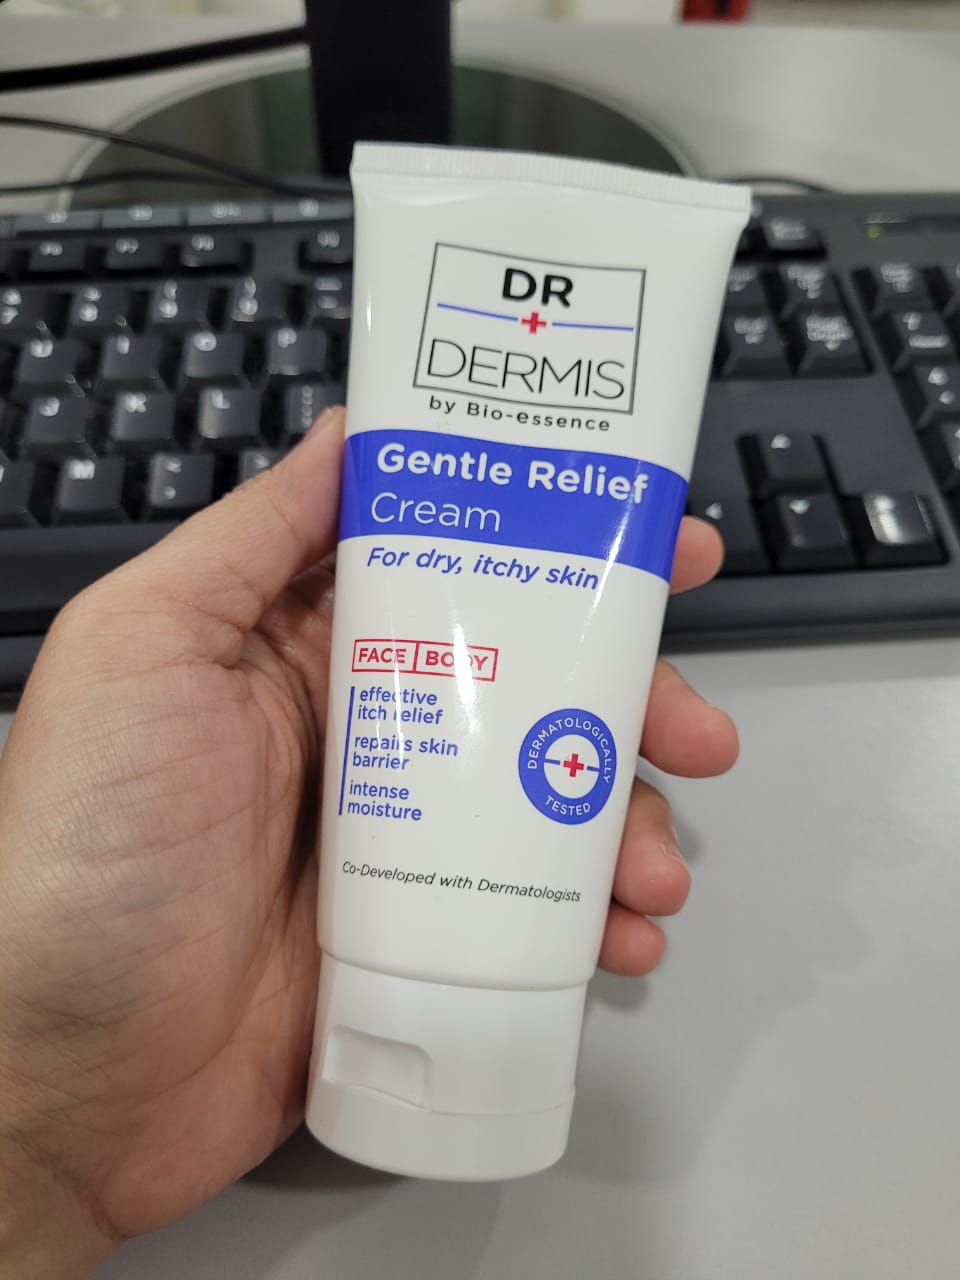 DR
DERMIS
by Bio-essence
Gentle Relief
Cream
For dry, itchy skin
FACE BODY
effective
itch relief
repairs skin
barrier
intense
moisture
DERMATOLOGICALLY
TESTED
Co-Developed with Dermatologists
P
J
K
L
M